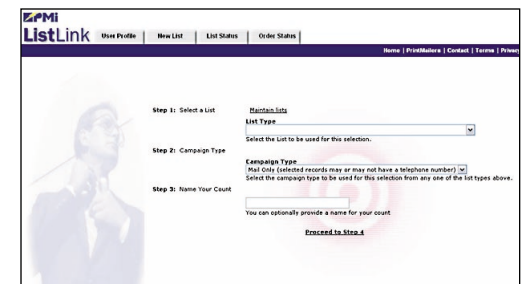 PMi
ListLink
User Profile
New List
List Status
Order Status
Home | PrintMailers | Contact | Terms | Privacy
Step 1: Select a List
Maintain lists
List Type
Select the List to be used for this selection.
Step 2: Campaign Type
Campaign Type
Mail Only (selected records may or may not have a telephone number)
Select the campaign type to be used for this selection from any one of the list types above.
Step 3: Name Your Count
You can optionally provide a name for your count
Proceed to Step 4